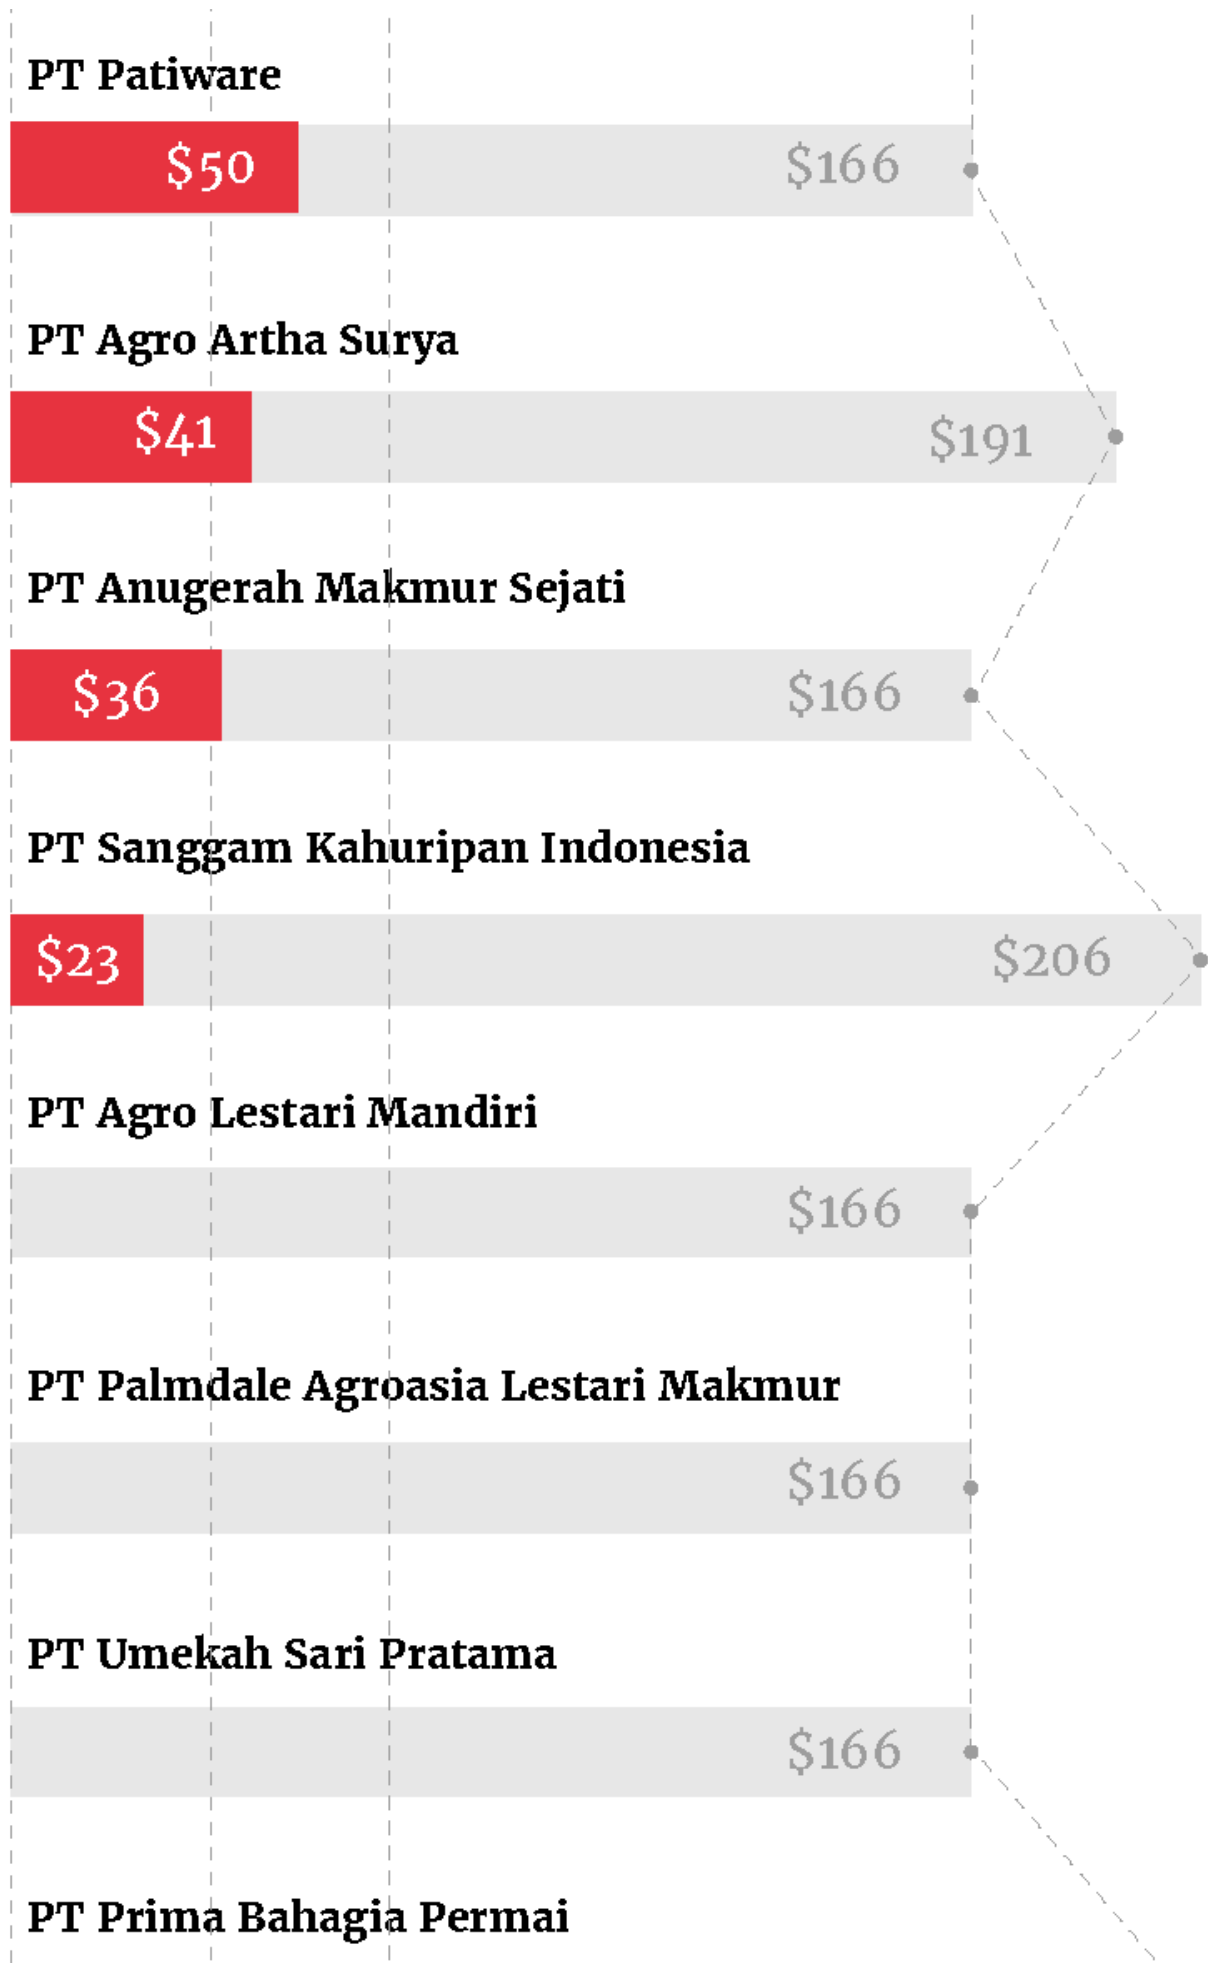 PT Patiware
$50 $166
PT Agro Artha Surya
$41 $191
PT Anugerah Makmur Sejati
$36 $166
PT Sanggam Kahuripan Indonesia
$23 $206
PT Agro Lestari Mandiri
$166
PT Palmdale Agroasia Lestari Makmur
$166
PT Umekah Sari Pratama
$166
PT Prima Bahagia Permai